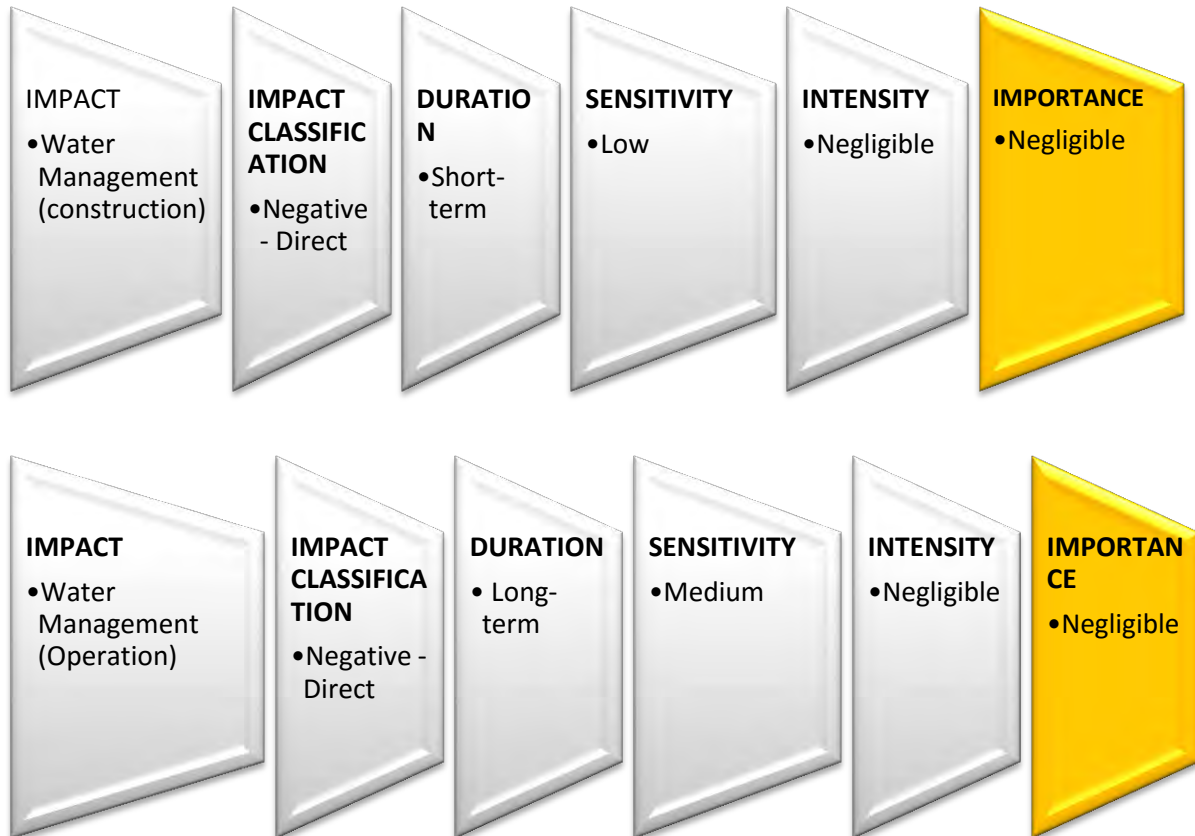 IMPACT
•Water
Management
(construction)
IMPACT
CLASSIFIC
ATION
•Negative
- Direct
DURATIO
N
•Short-
term
SENSITIVITY
•Low
INTENSITY
•Negligible
IMPORTANCE
•Negligible
IMPACT
•Water
Management
(Operation)
IMPACT
CLASSIFICA
TION
•Negative -
Direct
DURATION
• Long-
term
SENSITIVITY
•Medium
INTENSITY
•Negligible
IMPORTAN
CE
•Negligible